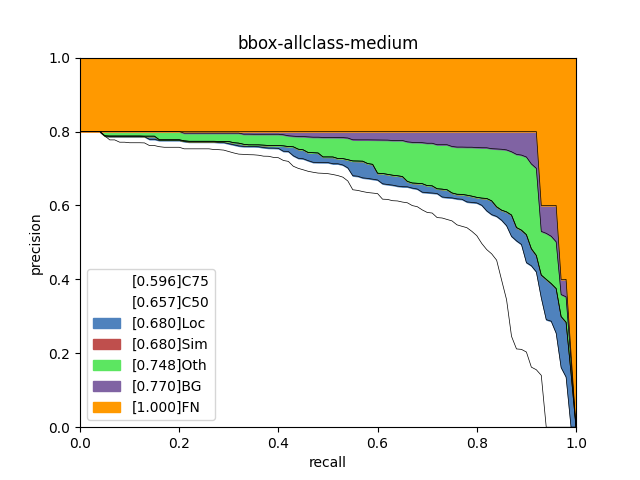 bbox-allclass-medium
1.0
0.8
0.6
0.4
0.2
0.0
precision
[0.596]C75
[0.657]C50
[0.680]Loc
[0.680]Sim
[0.748]Oth
[0.770]BG
[1.000]FN
0.0 0.2 0.4 0.6 0.8 1.0
recall